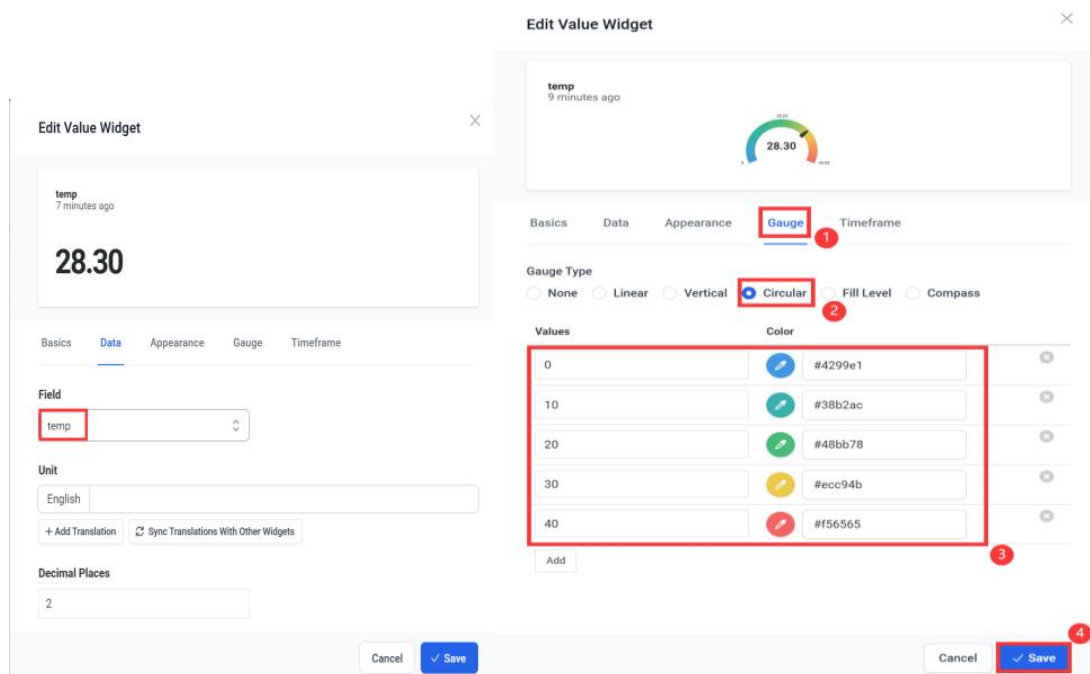 Edit Value Widget
temp
7 minutes ago
28.30
Basics Data Appearance Gauge Timeframe
Field
temp
Unit
English
+ Add Translation Sync Translations With Other Widgets
Decimal Places
2
Cancel Save
Edit Value Widget
temp
9 minutes ago
28.30
Basics Data Appearance Gauge Timeframe
1
Gauge Type
None Linear Vertical Circular Fill Level Compass
2
Values Color
0 #4299e1
10 #38b2ac
20 #48bb78
30 #ecc94b
40 #f56565
3
Add
4
Cancel Save